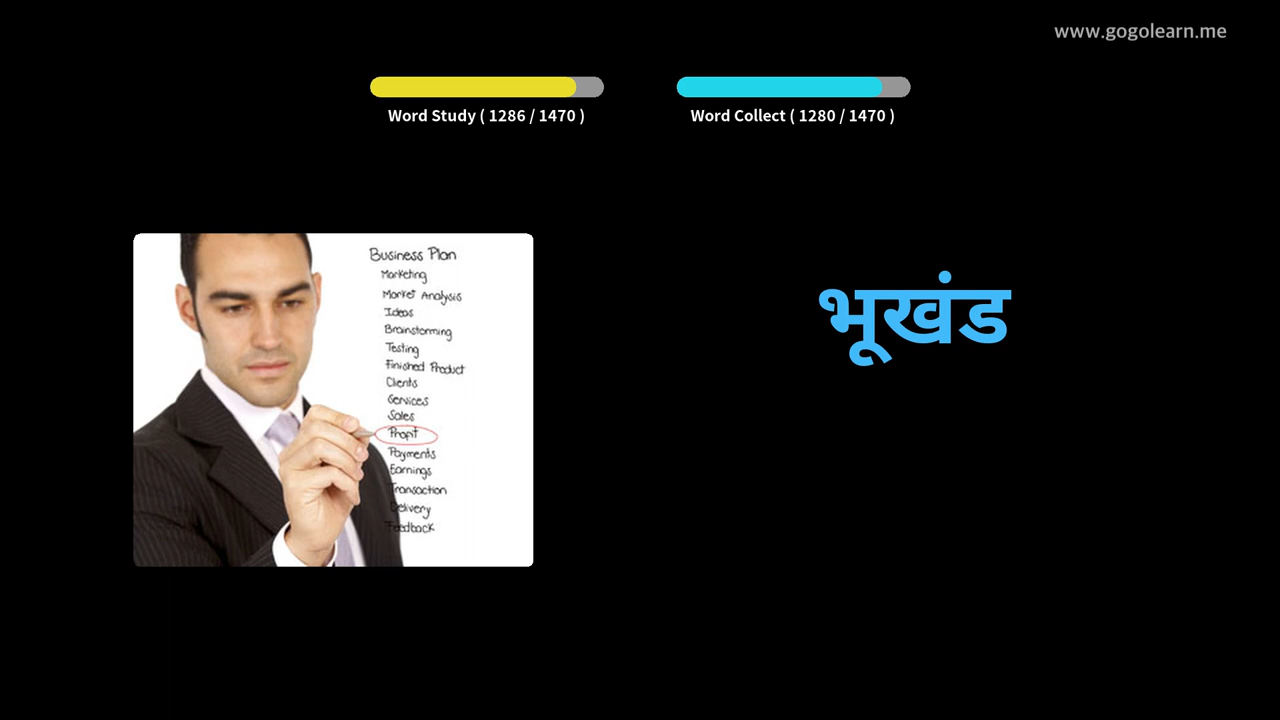 www.gogolearn.me
Word Study ( 1286 / 1470 )
Word Collect ( 1280 / 1470 )
Business Plan
Marketing
Market Analysis
Ideas
Brainstorming
Testing
Finished Product
Clients
Services
Sales
Profit
Payments
Earnings
Transaction
Delivery
Feedback
भूखंड